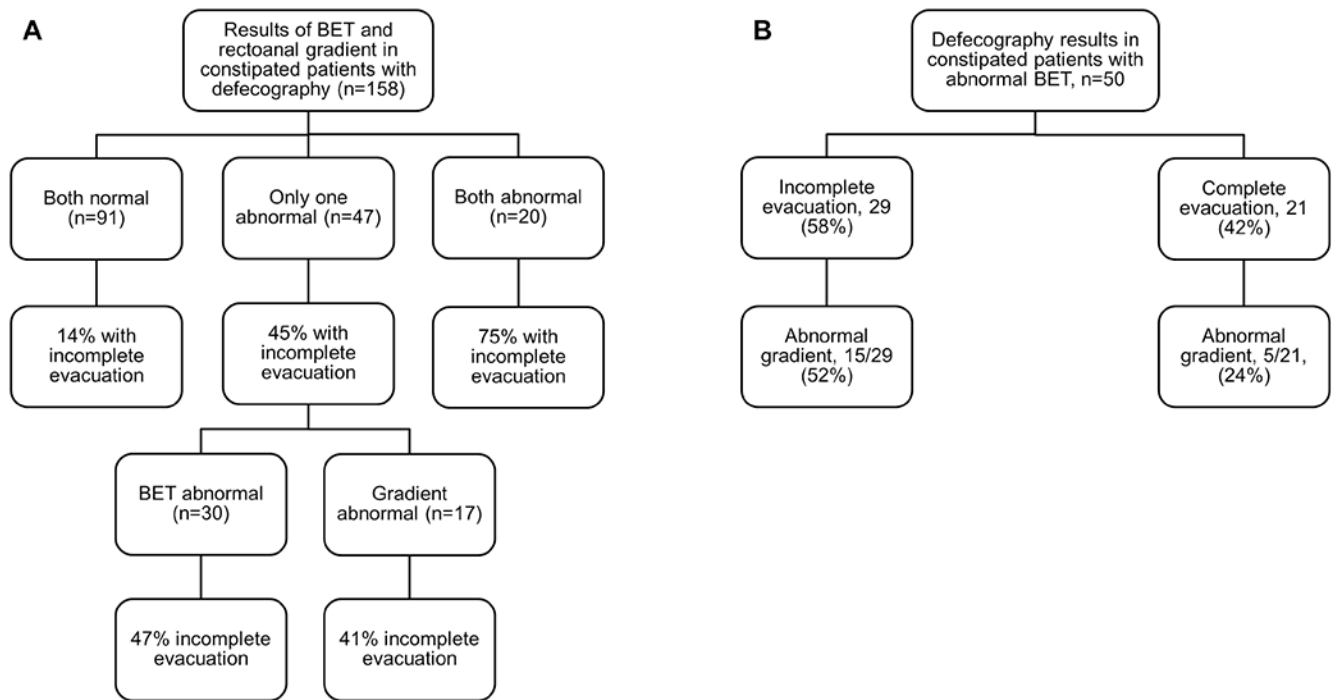 A
Results of BET and
rectoanal gradient in
constipated patients with
defecography (n=158)
Both normal
(n=91)
Only one
abnormal (n=47)
Both abnormal
(n=20)
14% with
incomplete
evacuation
45% with
incomplete
evacuation
75% with
incomplete
evacuation
BET abnormal
(n=30)
Gradient
abnormal (n=17)
47% incomplete
evacuation
41% incomplete
evacuation
B
Defecography results in
constipated patients with
abnormal BET, n=50
Incomplete
evacuation, 29
(58%)
Complete
evacuation, 21
(42%)
Abnormal
gradient, 15/29
(52%)
Abnormal
gradient, 5/21,
(24%)